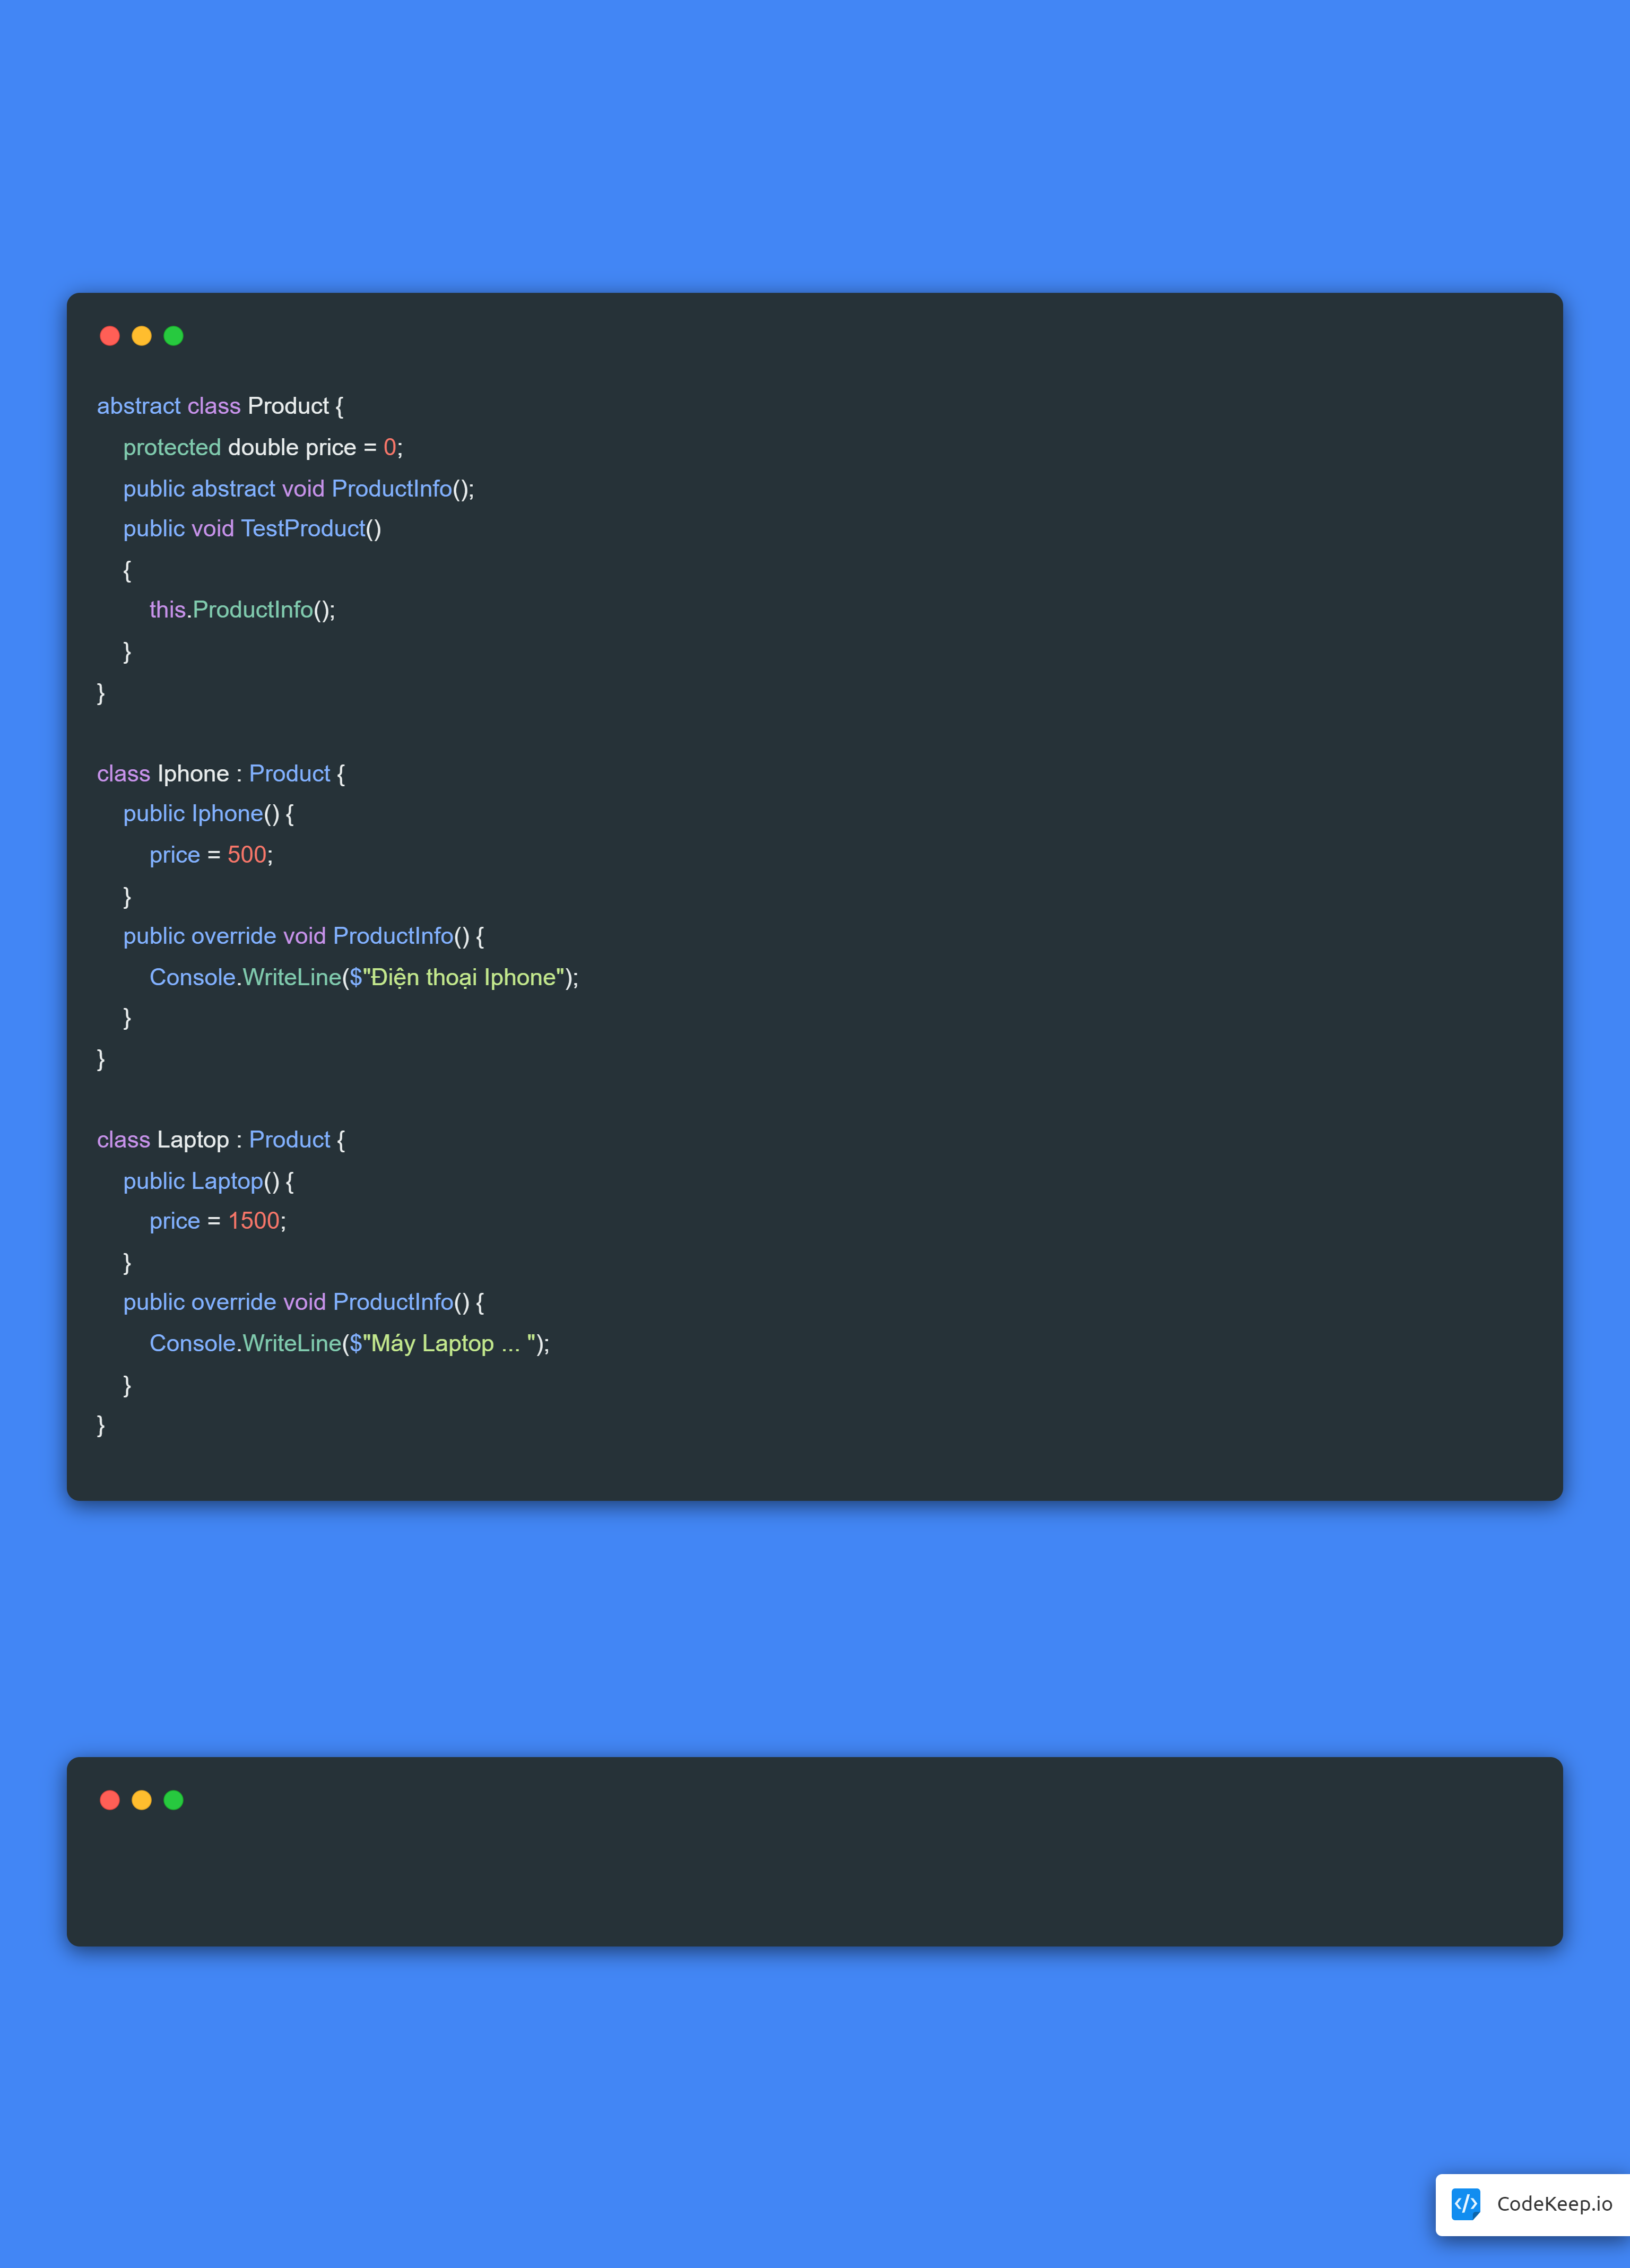 abstract class Product {
protected double price = 0;
public abstract void ProductInfo();
public void TestProduct()
{
this.ProductInfo();
}
}
class Iphone : Product {
public Iphone() {
price = 500;
}
public override void ProductInfo() {
Console.WriteLine($"Điện thoại Iphone");
}
}
class Laptop : Product {
public Laptop() {
price = 1500;
}
public override void ProductInfo() {
Console.WriteLine($"Máy Laptop ... ");
}
}
CodeKeep.io